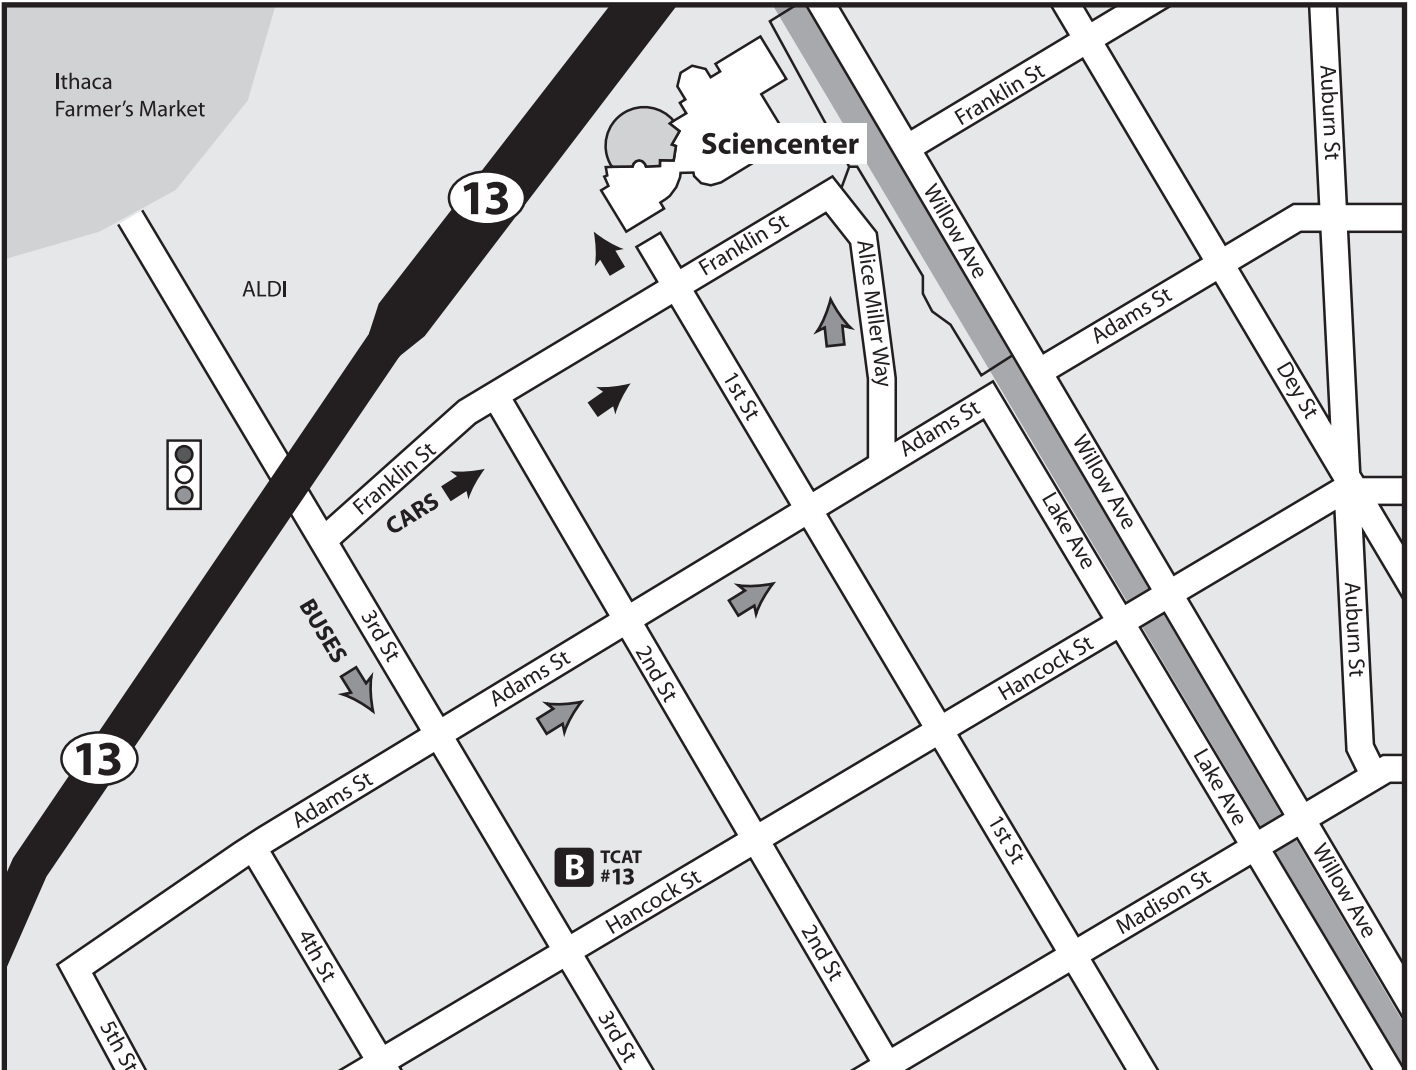 Ithaca
Farmer's Market
13
Sciencenter
Franklin St
Auburn St
Willow Ave
Franklin St
ALDI
Alice Miller Way
Adams St
1st St
Dey St
Adams St
Franklin St
CARS
Willow Ave
Lake Ave
BUSES
3rd St
Adams St
2nd St
Hancock St
Auburn St
13
Adams St
Lake Ave
1st St
Willow Ave
B TCAT
#13
Hancock St
Madison St
4th St
2nd St
5th St
3rd St